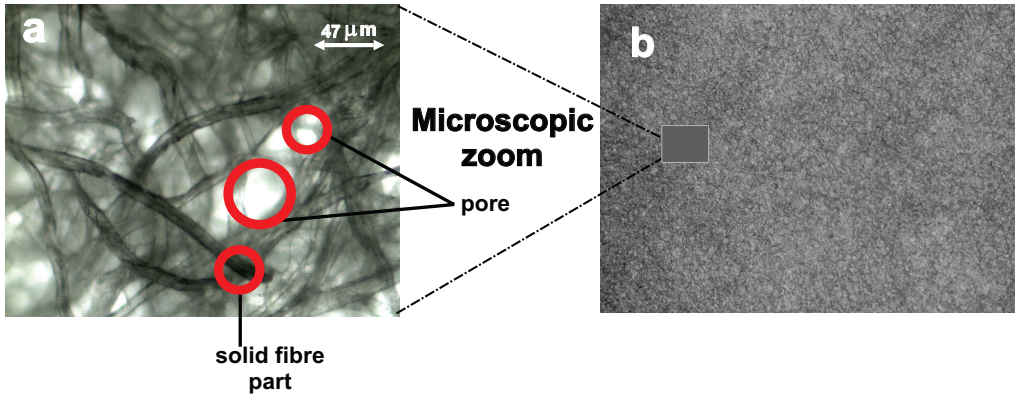 a
47 μm
b
Microscopic
zoom
pore
solid fibre
part